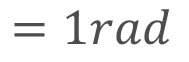 = 1rad